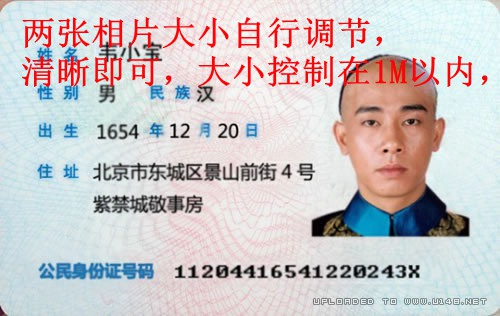 两张相片大小自行调节，
姓名 韦小宝
清晰即可，大小控制在1M以内，
性别 男 民族 汉
出生 1654 年 12 月 20 日
住址 北京市东城区景山前街 4 号
紫禁城敬事房
公民身份证号码 11204416541220243X
UPLOADED TO WWW.U148.NET